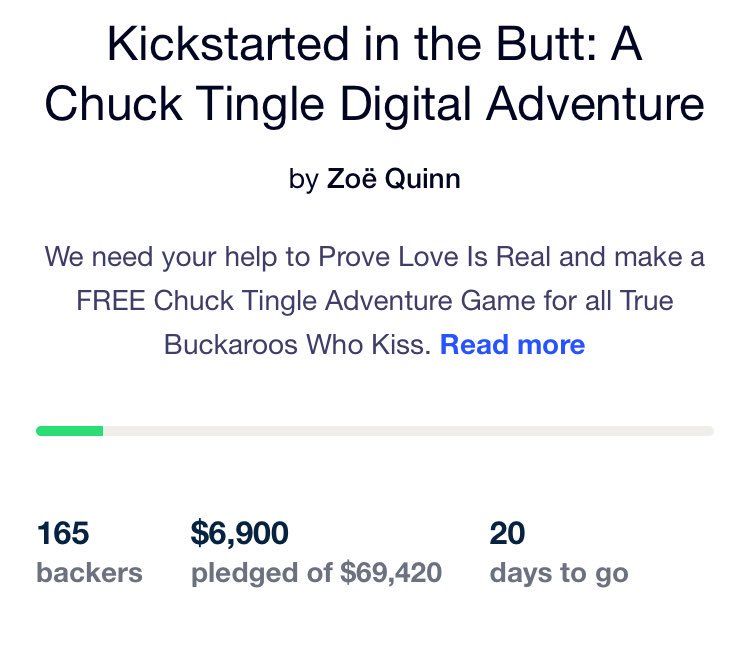 Kickstarted in the Butt: A
Chuck Tingle Digital Adventure
by Zoë Quinn
We need your help to Prove Love Is Real and make a
FREE Chuck Tingle Adventure Game for all True
Buckaroos Who Kiss. Read more
165 $6,900 20
backers pledged of $69,420 days to go